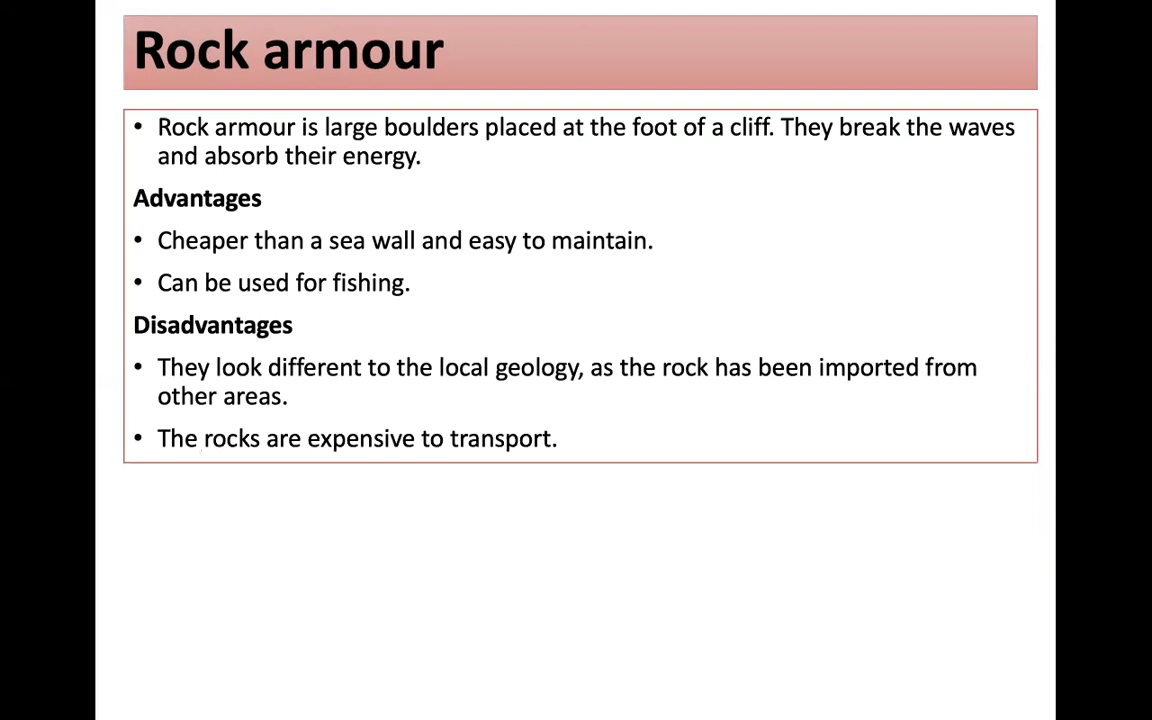 Rock armour
• Rock armour is large boulders placed at the foot of a cliff. They break the waves
and absorb their energy.
Advantages
• Cheaper than a sea wall and easy to maintain.
• Can be used for fishing.
Disadvantages
• They look different to the local geology, as the rock has been imported from
other areas.
• The rocks are expensive to transport.